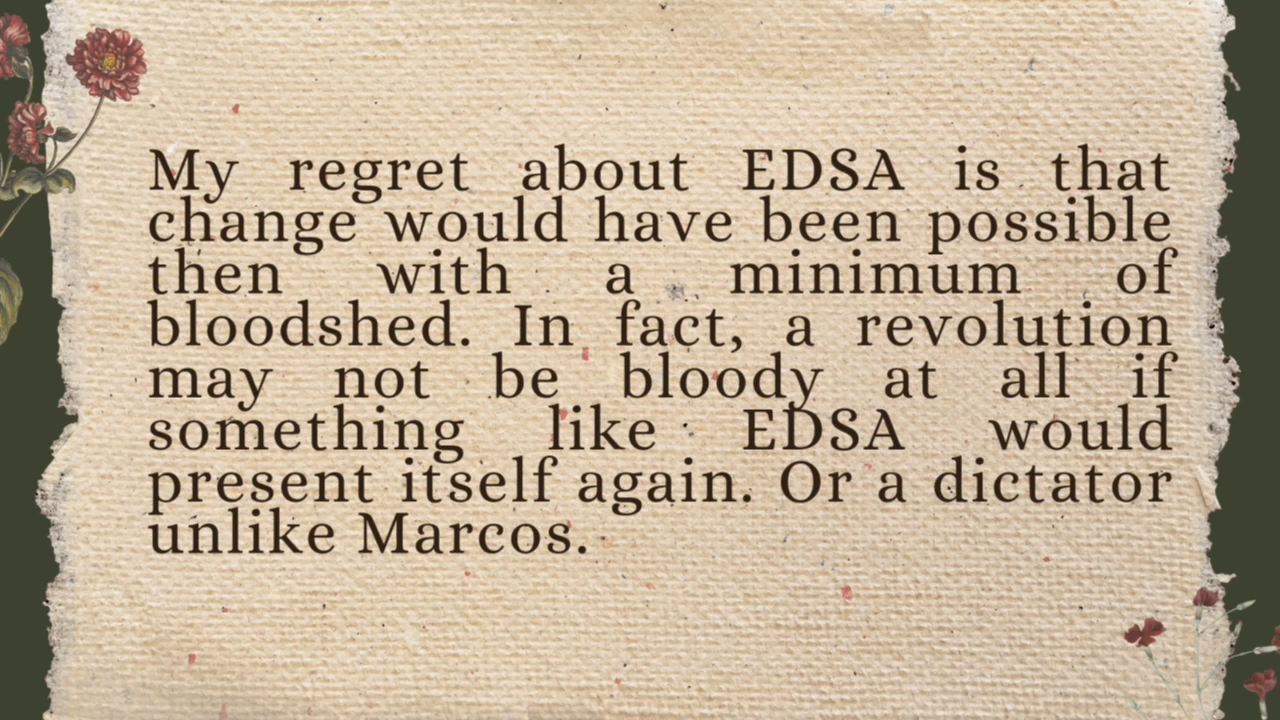 My regret about EDSA is that
change would have been possible
then with a minimum of
bloodshed. In fact, a revolution
may not be bloody at all if
something like EDSA would
present itself again. Or a dictator
unlike Marcos.